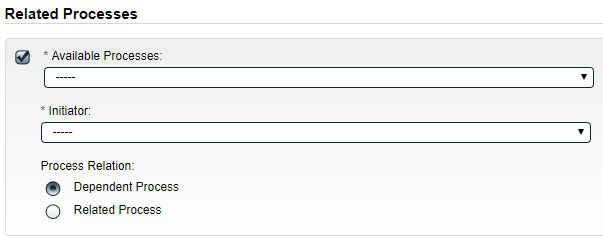 Related Processes
* Available Processes:
-----
* Initiator:
-----
Process Relation:
Dependent Process
Related Process